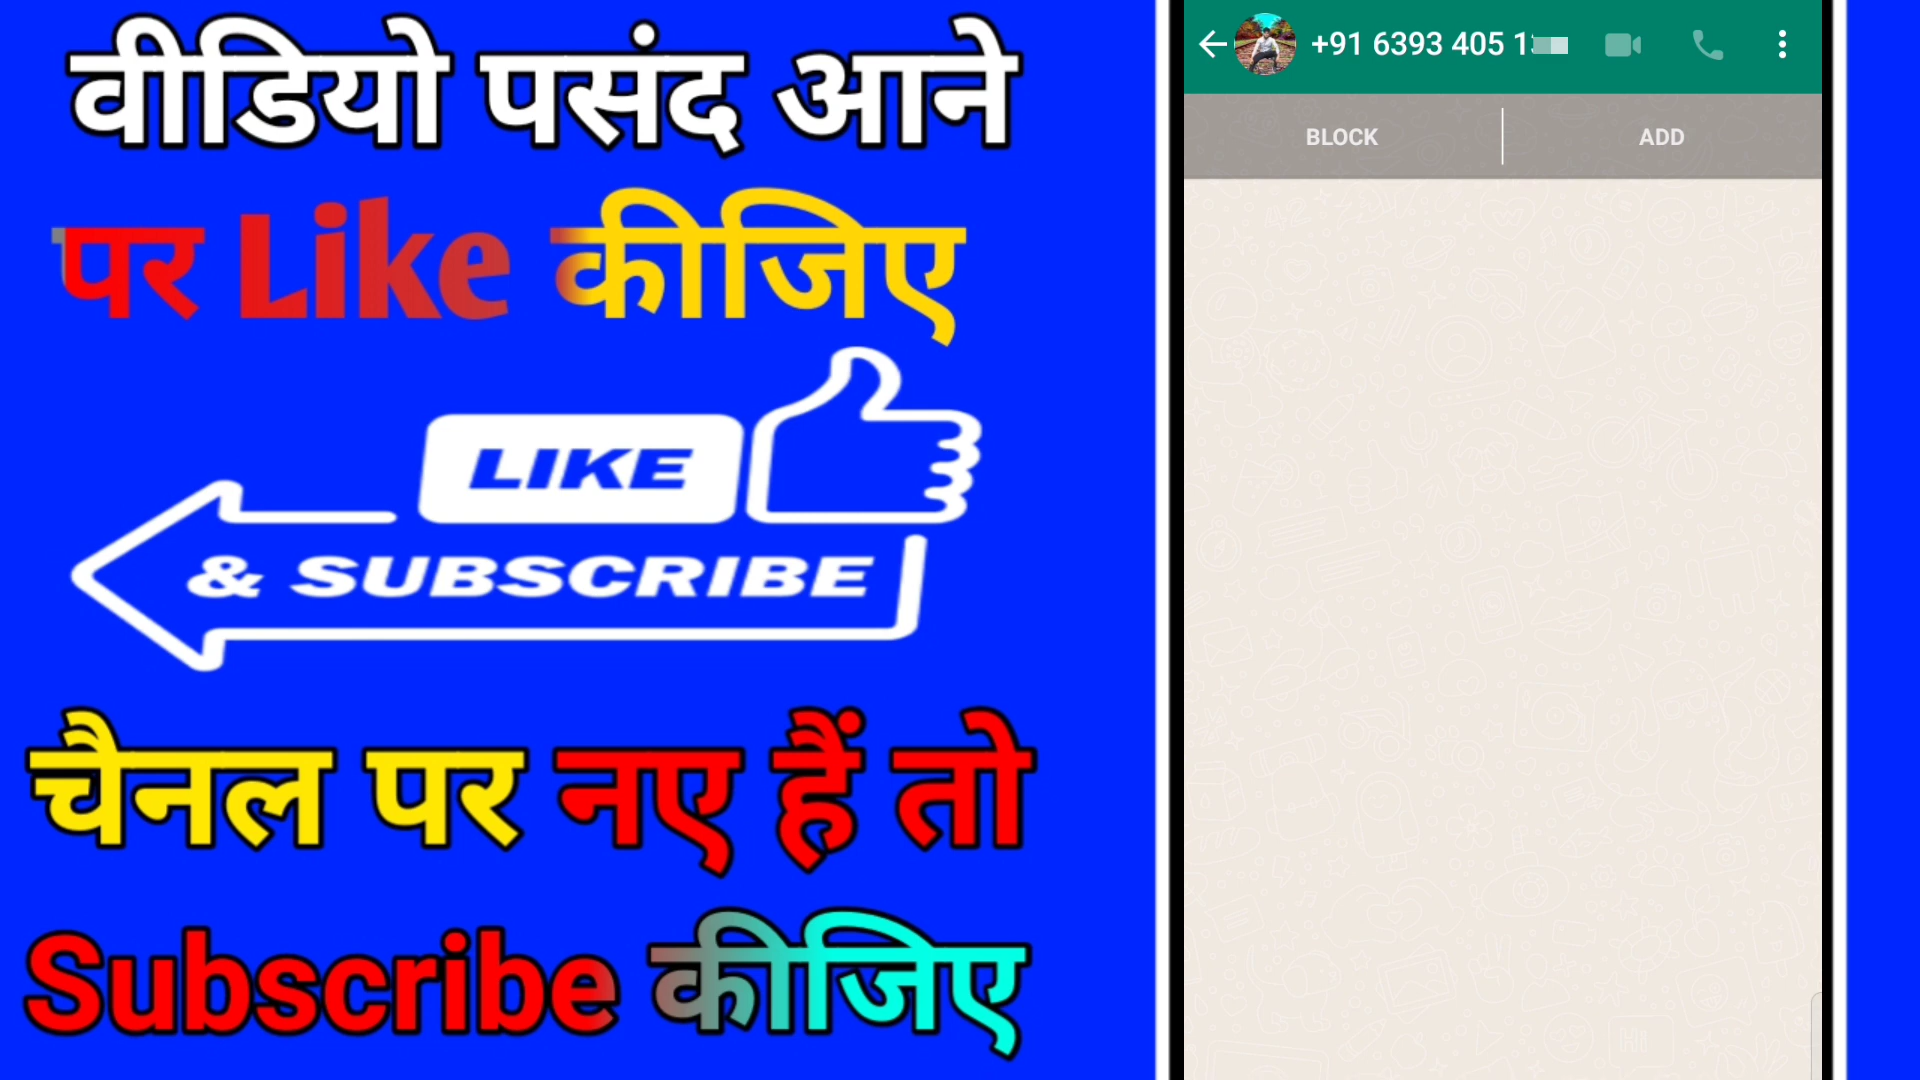 वीडियो पसंद आने
पर Like कीजिए
LIKE
& SUBSCRIBE
चैनल पर नए हैं तो
Subscribe कीजिए
+91 6393 405 1
BLOCK
ADD